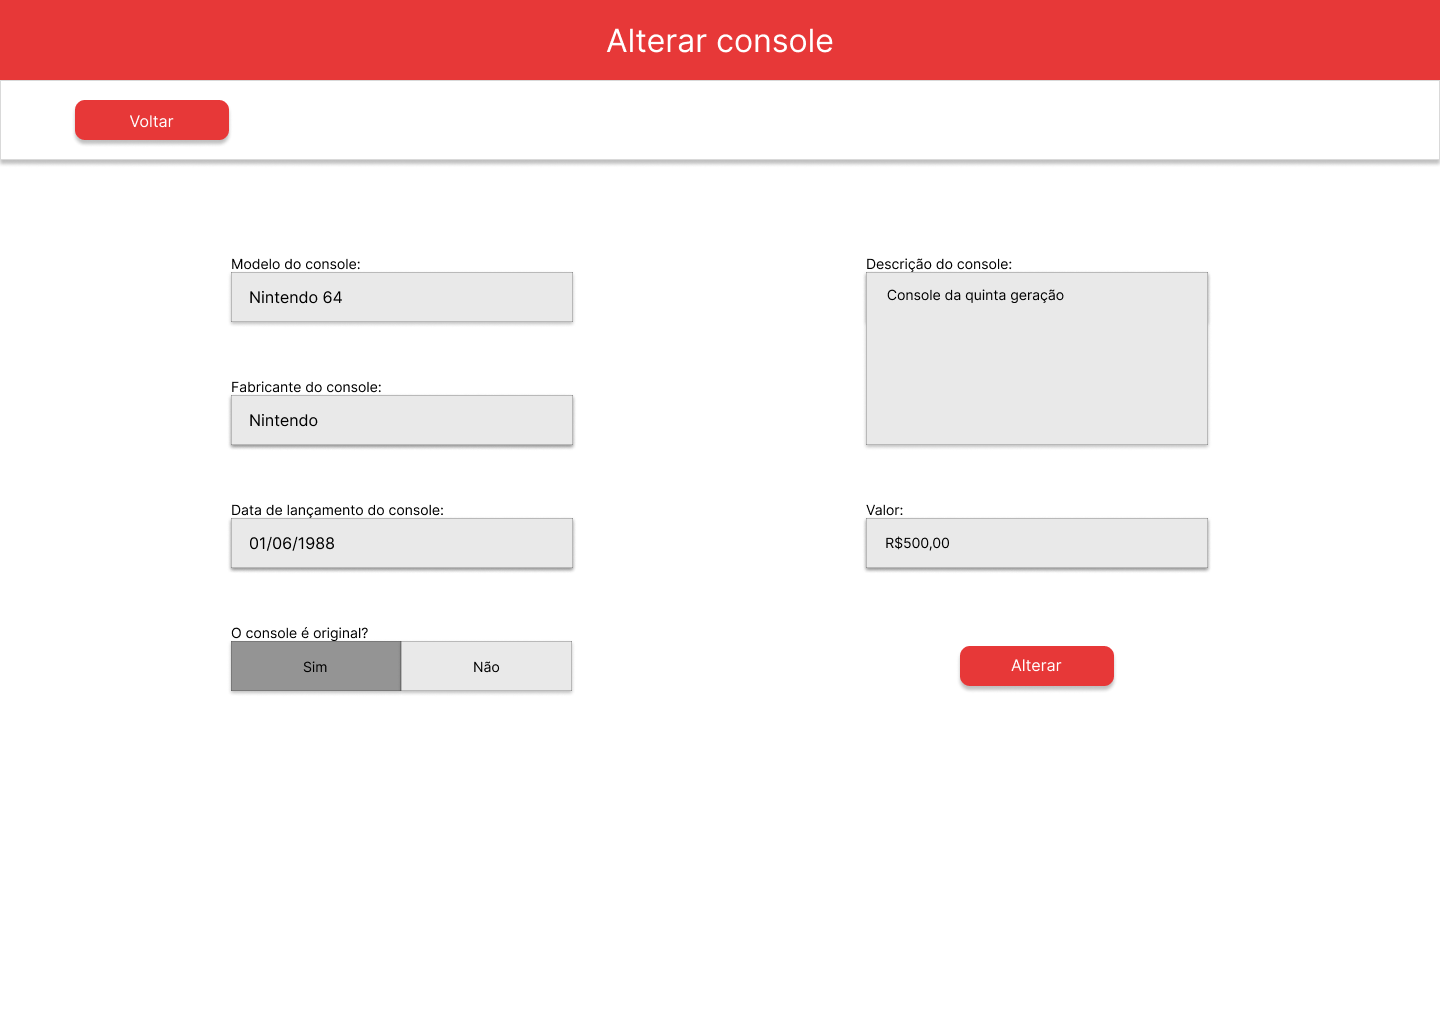 Alterar console
Voltar
Modelo do console:
Nintendo 64
Fabricante do console:
Nintendo
Data de lançamento do console:
01/06/1988
O console é original?
Sim
Não
Descrição do console:
Console da quinta geração
Valor:
R$500,00
Alterar